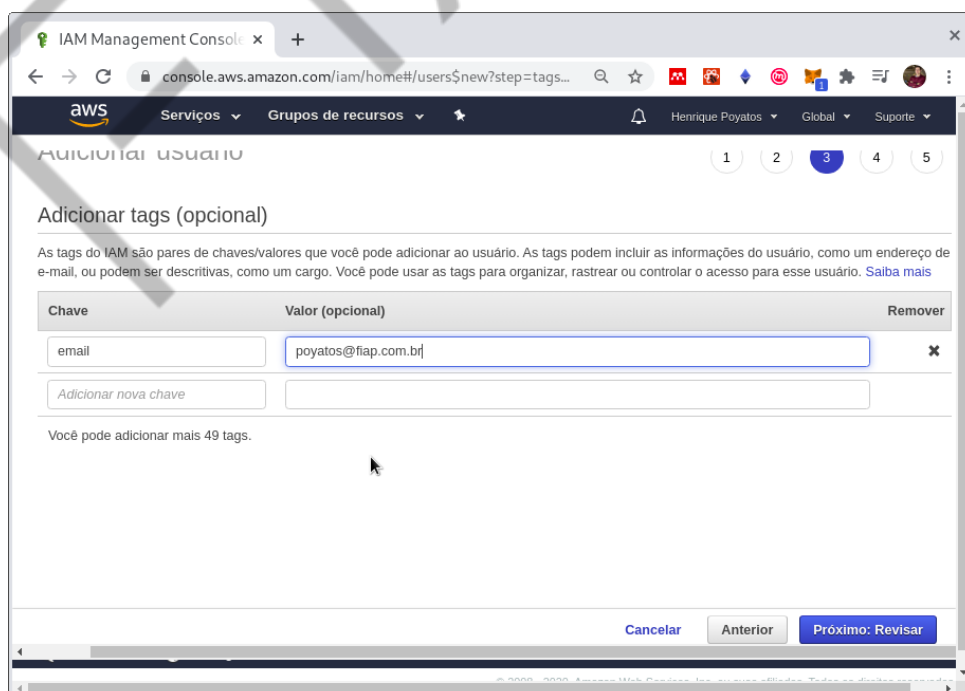 IAM Management Console
console.aws.amazon.com/iam/home#/users$new?step=tags...
1
aws
Serviços
Grupos de recursos
Henrique Poyatos
Global
Suporte
Adicionar usuário
1
2
3
4
5
Adicionar tags (opcional)
As tags do IAM são pares de chaves/valores que você pode adicionar ao usuário. As tags podem incluir as informações do usuário, como um endereço de
e-mail, ou podem ser descritivas, como um cargo. Você pode usar as tags para organizar, rastrear ou controlar o acesso para esse usuário. Saiba mais
Chave
Valor (opcional)
Remover
email
poyatos@fiap.com.br
Adicionar nova chave
Você pode adicionar mais 49 tags.
Cancelar
Anterior
Próximo: Revisar